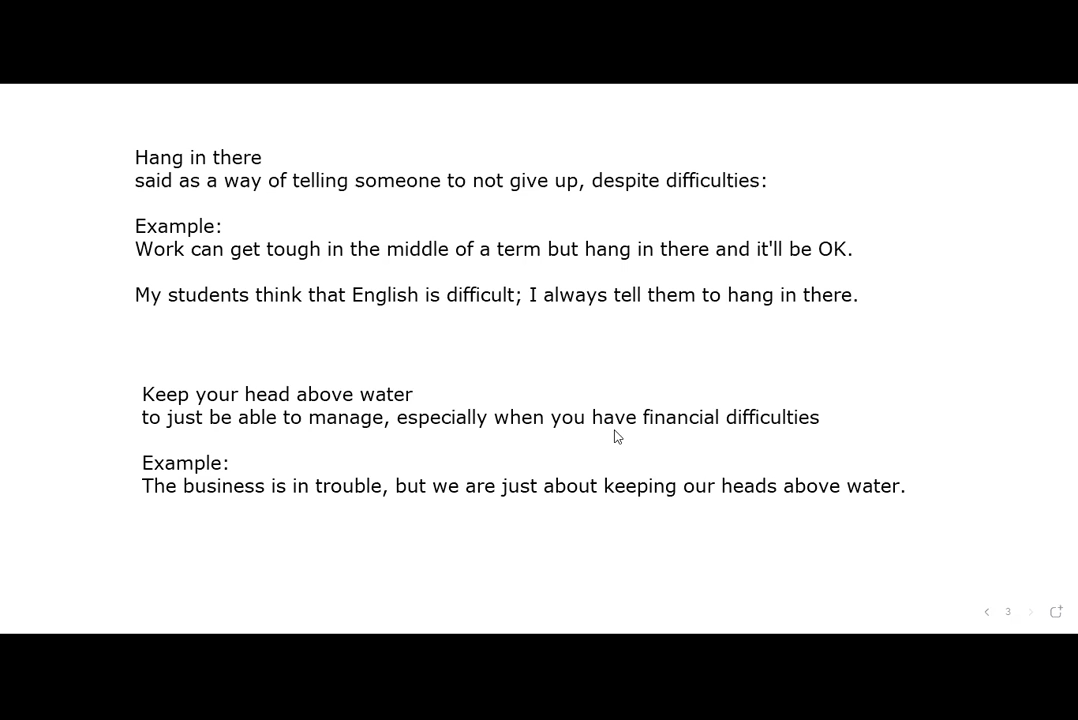 Hang in there
said as a way of telling someone to not give up, despite difficulties:
Example:
Work can get tough in the middle of a term but hang in there and it'll be OK.
My students think that English is difficult; I always tell them to hang in there.
Keep your head above water
to just be able to manage, especially when you have financial difficulties
Example:
The business is in trouble, but we are just about keeping our heads above water.
3